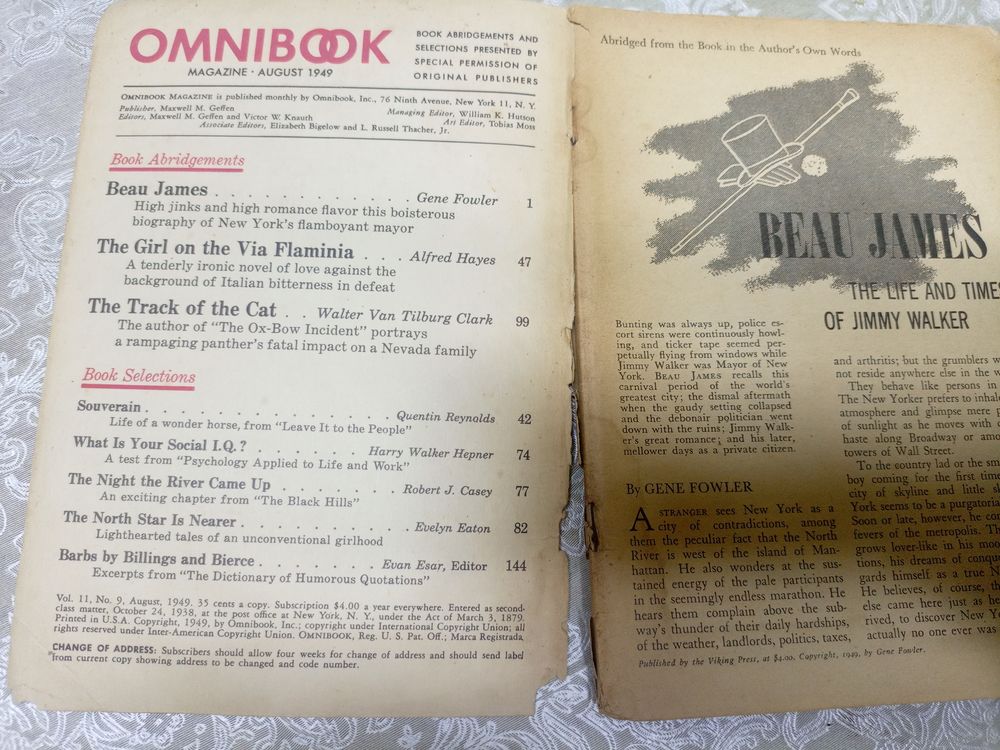 OMNIBOOK
MAGAZINE · AUGUST 1949
BOOK ABRIDGEMENTS AND
SELECTIONS PRESENTED BY
SPECIAL PERMISSION OF
ORIGINAL PUBLISHERS
OMNIBOOK MAGAZINE is published monthly by Omnibook, Inc., 76 Ninth Avenue, New York 11, N. Y.
Publisher, Maxwell M. Geffen Managing Editor, William K. Hutson
Editors, Maxwell M. Geffen and Victor W. Knauth Art Editor, Tobias Moss
Associate Editors, Elizabeth Bigelow and L. Russell Thacher, Jr.
Book Abridgements
Beau James . . . . . . . . . . Gene Fowler 1
High jinks and high romance flavor this boisterous
biography of New York's flamboyant mayor
The Girl on the Via Flaminia . . . Alfred Hayes 47
A tenderly ironic novel of love against the
background of Italian bitterness in defeat
The Track of the Cat . . Walter Van Tilburg Clark 99
The author of "The Ox-Bow Incident" portrays
a rampaging panther's fatal impact on a Nevada family
Book Selections
Souverain . . . . . . . . . . . . Quentin Reynolds 42
Life of a wonder horse, from "Leave It to the People"
What Is Your Social I.Q.? . . . . . . Harry Walker Hepner 74
A test from "Psychology Applied to Life and Work"
The Night the River Came Up . . . . . . . Robert J. Casey 77
An exciting chapter from "The Black Hills"
The North Star Is Nearer . . . . . . . . . Evelyn Eaton 82
Lighthearted tales of an unconventional girlhood
Barbs by Billings and Bierce . . . . . . Evan Esar, Editor 144
Excerpts from "The Dictionary of Humorous Quotations"
Vol. 11, No. 9, August, 1949. 35 cents a copy. Subscription $4.00 a year everywhere. Entered as second-
class matter, October 24, 1938, at the post office at New York, N. Y., under the Act of March 3, 1879.
Printed in U.S.A. Copyright, 1949, by Omnibook, Inc.; copyright under International Copyright Union; all
rights reserved under Inter-American Copyright Union. OMNIBOOK, Reg. U. S. Pat. Off.; Marca Registrada.
CHANGE OF ADDRESS: Subscribers should allow four weeks for change of address and should send label
from current copy showing address to be changed and code number.
Abridged from the Book in the Author's Own Words
BEAU JAMES
THE LIFE AND TIMES
OF JIMMY WALKER
Bunting was always up, police es-
cort sirens were continuously howl-
ing, and ticker tape seemed per-
petually flying from windows while
Jimmy Walker was Mayor of New
York. BEAU JAMES recalls this
carnival period of the world's
greatest city; the dismal aftermath
when the gaudy setting collapsed
and the debonair politician went
down with the ruins; Jimmy Walk-
er's great romance; and his later,
mellower days as a private citizen.
By GENE FOWLER
A STRANGER sees New York as a
city of contradictions, among
them the peculiar fact that the North
River is west of the island of Man-
hattan. He also wonders at the sus-
tained energy of the pale participants
in the seemingly endless marathon. He
hears them complain above the sub-
way's thunder of their daily hardships,
of the weather, landlords, politics, taxes,
and arthritis; but the grumblers w
not reside anywhere else in the w
They behave like persons in
The New Yorker prefers to inhal
atmosphere and glimpse mere
of sunlight as he moves with
haste along Broadway or amo
towers of Wall Street.
To the country lad or the sm
boy coming for the first tim
city of skyline and little s
York seems to be a purgatoria
Soon or late, however, he co
fevers of the metropolis. Th
grows lover-like in his moo
tions, his dreams of conqu
gards himself as a true N
He believes, of course, th
else came here just as he
rived, to discover New Y
actually no one ever was
Published by the Viking Press, at $4.00. Copyright, 1949, by Gene Fowler.